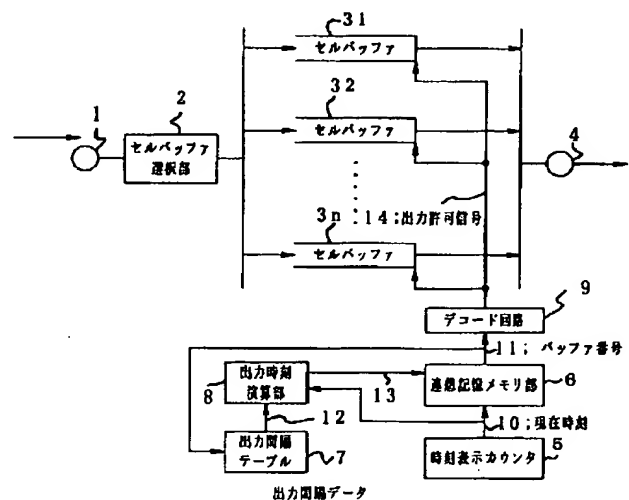 31
セルバッファ
1
2
セルバッファ
選択部
32
セルバッファ
4
3n
14;出力許可信号
セルバッファ
9
デコード回路
11; バッファ番号
8
出力時刻
演算部
13
連想記憶メモリ部
6
12
10;現在時刻
出力間隔
テーブル
7
時刻表示カウンタ
5
出力間隔データ